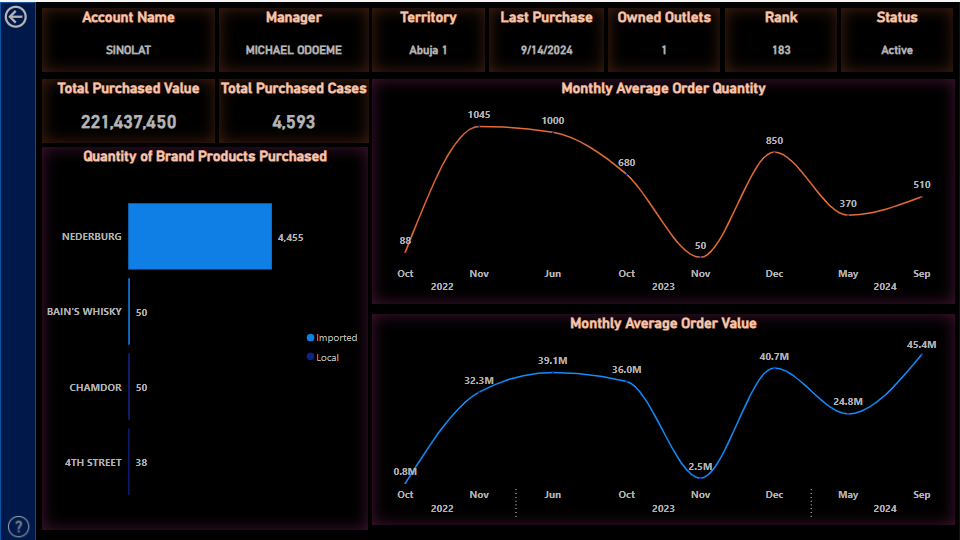 Account Name
SINOLAT
Manager
MICHAEL ODOEME
Territory
Abuja 1
Last Purchase
9/14/2024
Owned Outlets
1
Rank
183
Status
Active
Total Purchased Value
221,437,450
Total Purchased Cases
4,593
Quantity of Brand Products Purchased
NEDERBURG 4,455
BAIN'S WHISKY 50
CHAMDOR 50
4TH STREET 38
Imported
Local
Monthly Average Order Quantity
88 1045 1000 680 50 850 370 510
Oct Nov Jun Oct Nov Dec May Sep
2022 2023 2024
Monthly Average Order Value
0.8M 32.3M 39.1M 36.0M 2.5M 40.7M 24.8M 45.4M
Oct Nov Jun Oct Nov Dec May Sep
2022 2023 2024
?